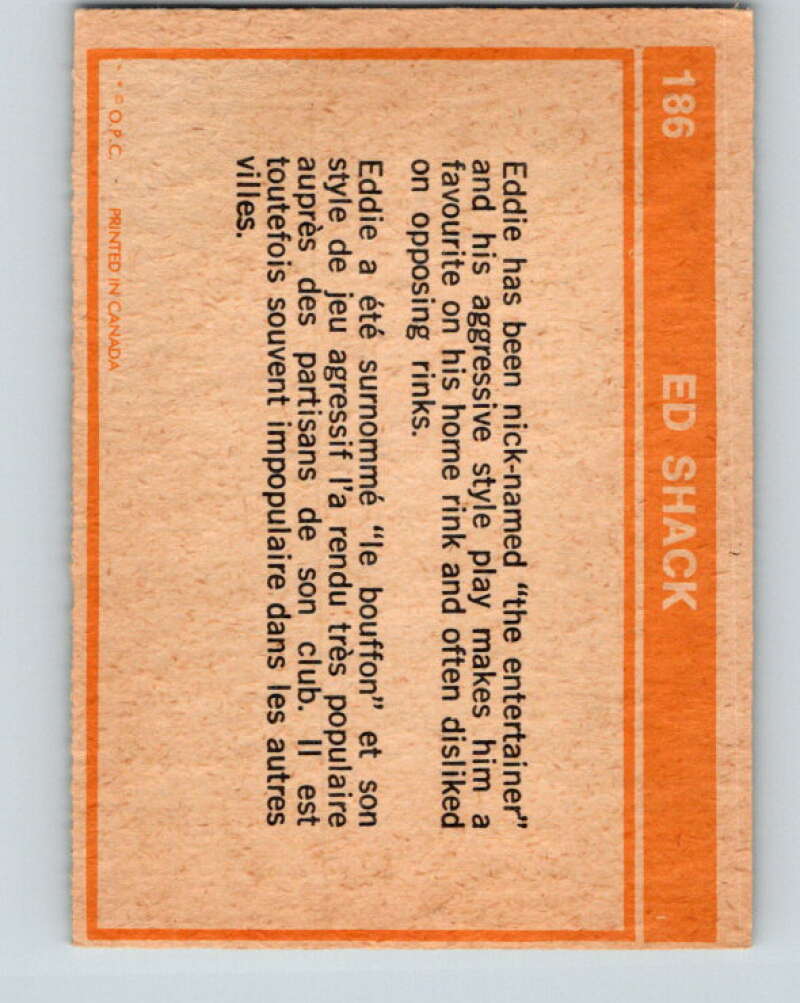 186 ED SHACK
Eddie has been nick-named “the entertainer”
and his aggressive style play makes him a
favourite on his home rink and often disliked
on opposing rinks.
Eddie a été surnommé “le bouffon” et son
style de jeu agressif l’a rendu très populaire
auprès des partisans de son club. Il est
toutefois souvent impopulaire dans les autres
villes.
© O.P.C. · PRINTED IN CANADA